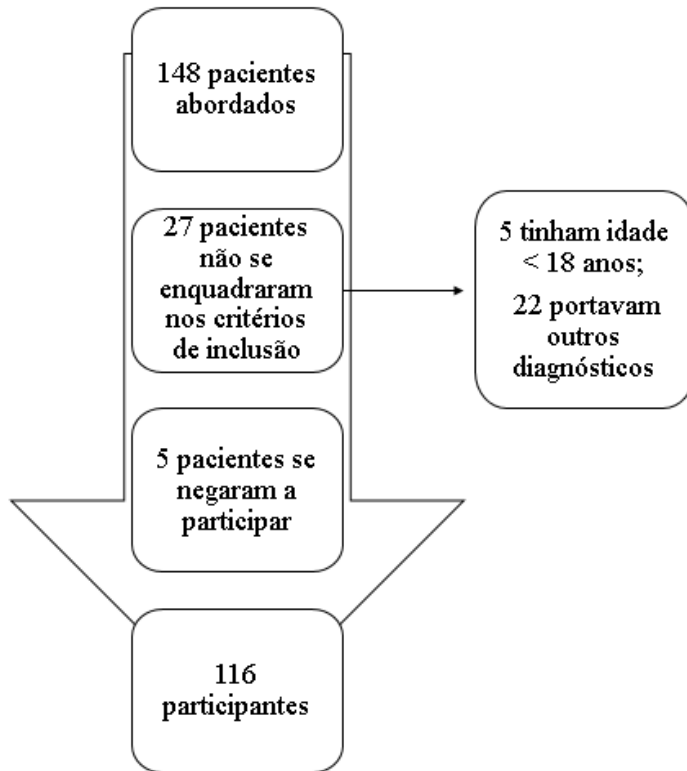 148 pacientes
abordados
27 pacientes
não se
enquadraram
nos critérios
de inclusão
5 tinham idade
< 18 anos;
22 portavam
outros
diagnósticos
5 pacientes se
negaram a
participar
116
participantes